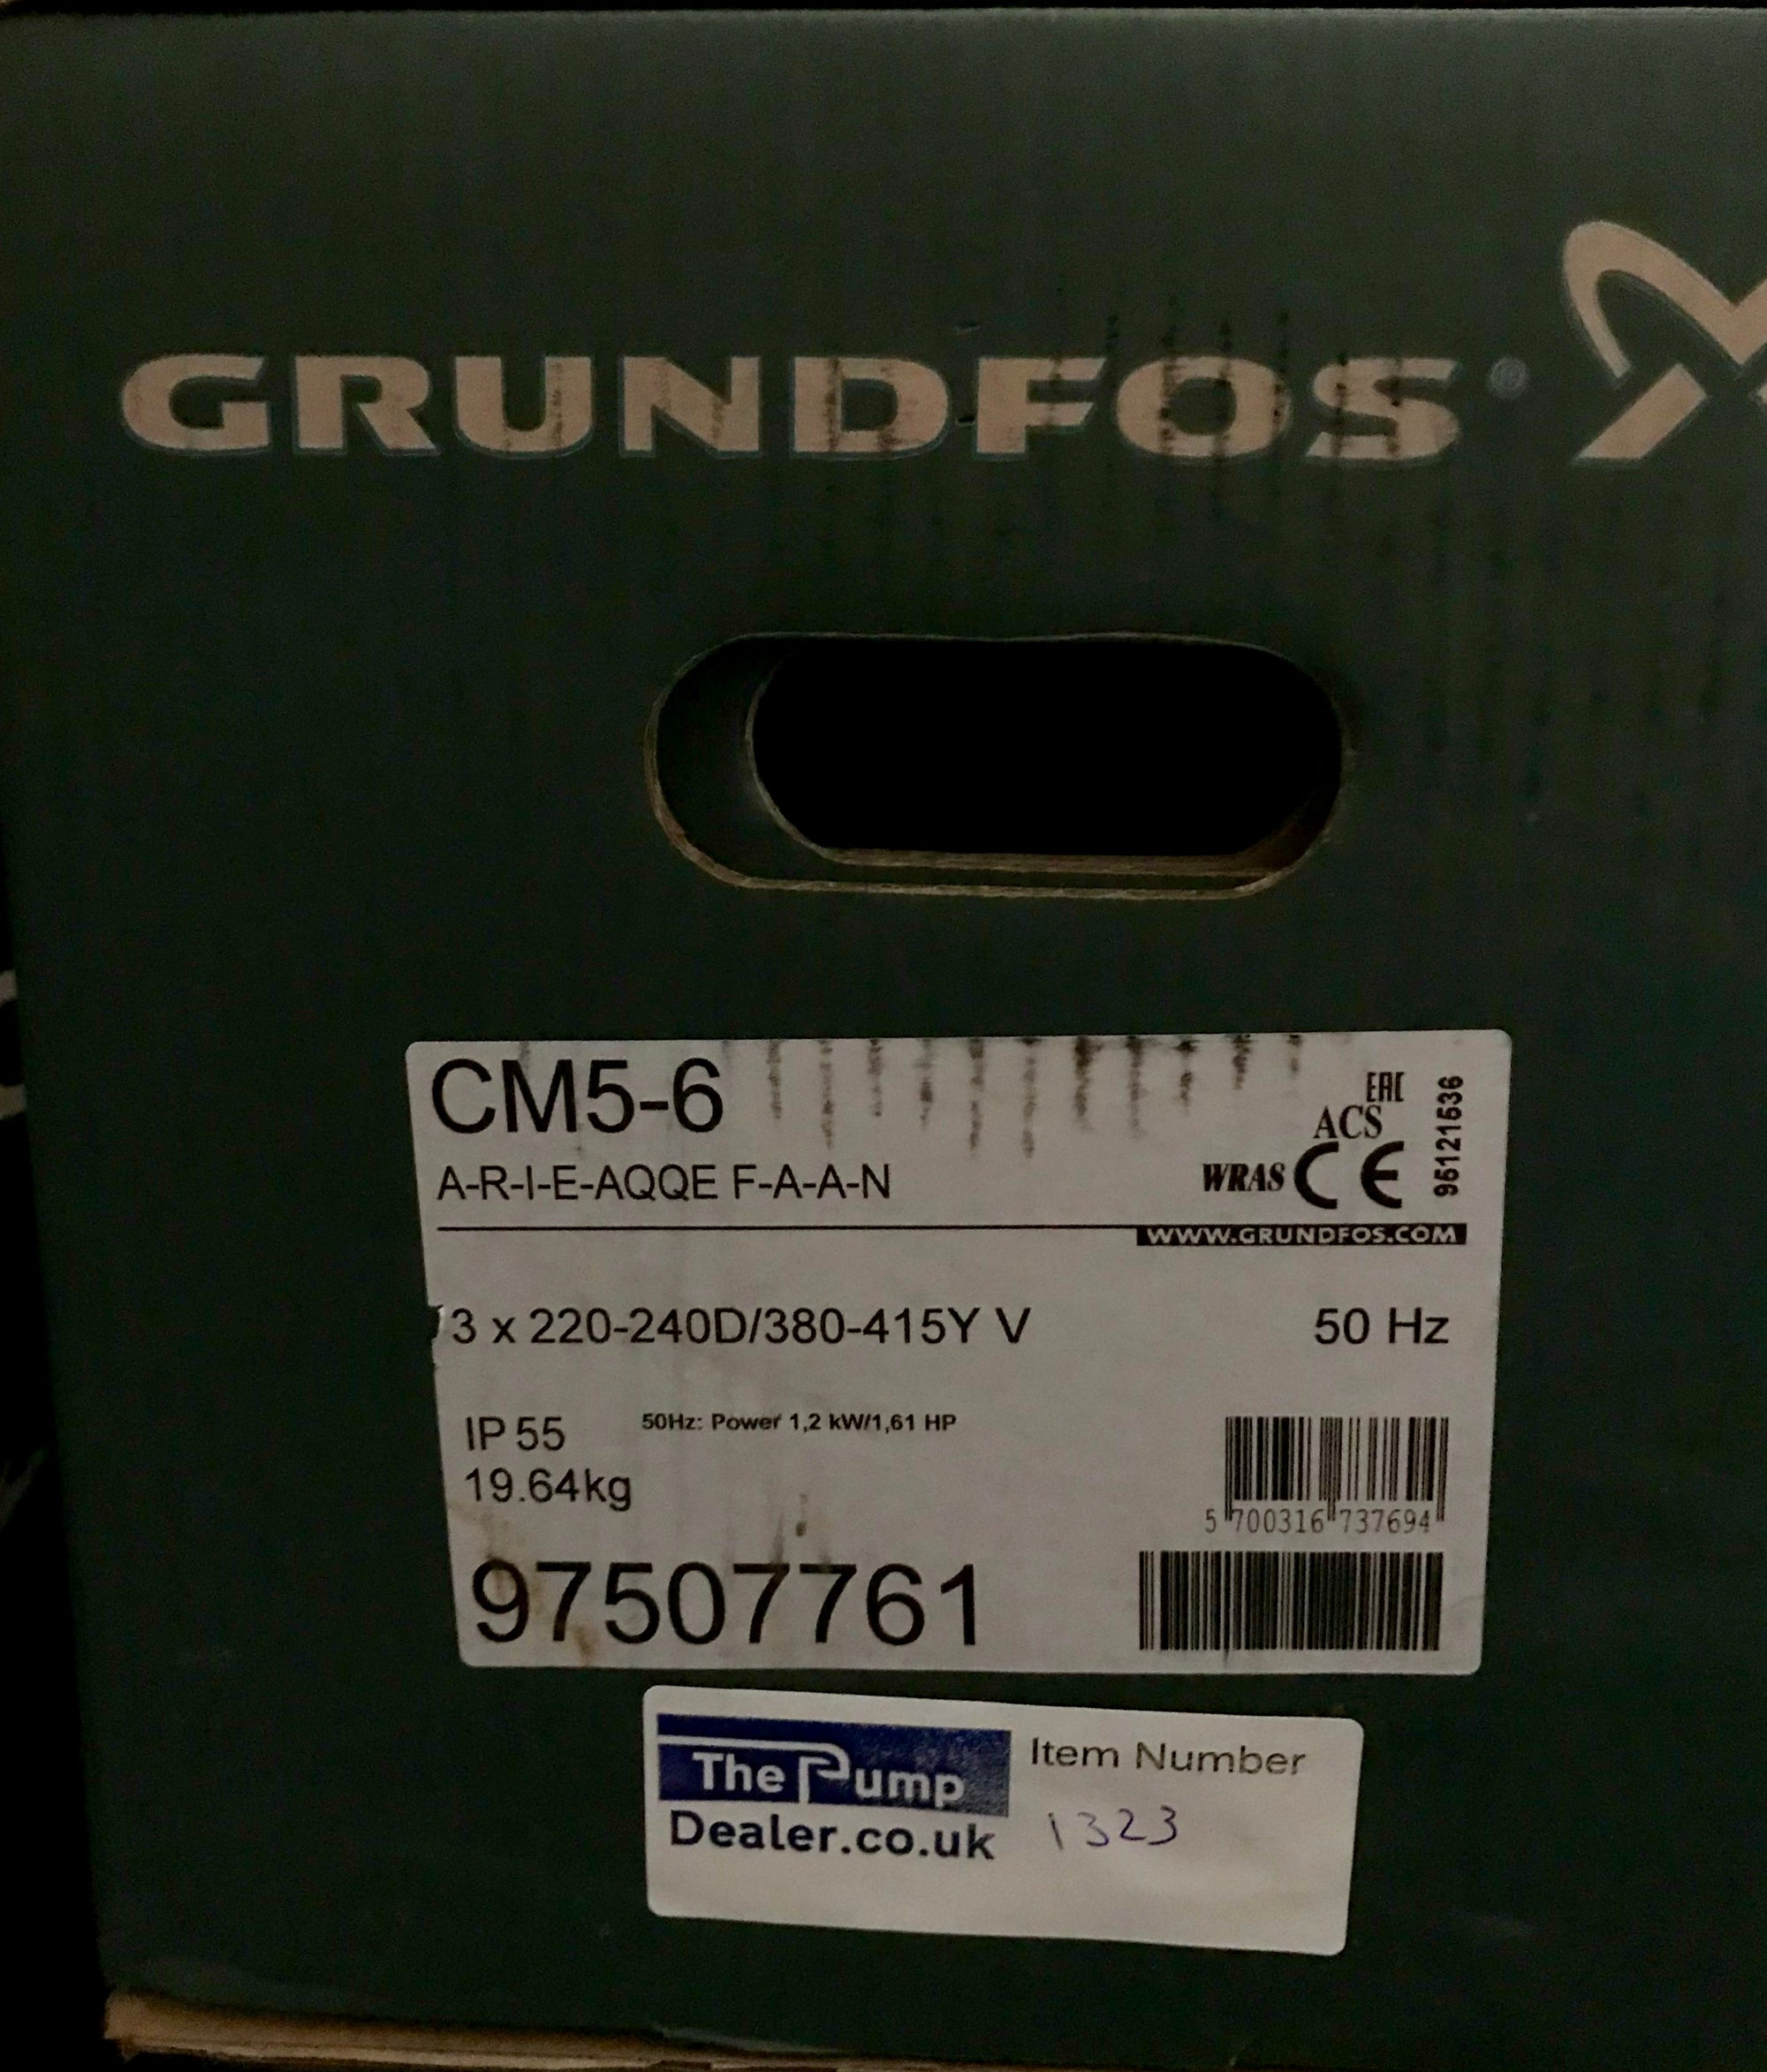 GRUNDFOS®
CM5-6
A-R-I-E-AQQE F-A-A-N
EAC
ACS
WRAS CE
96121536
WWW.GRUNDFOS.COM
3 x 220-240D/380-415Y V 50 Hz
IP 55 50Hz: Power 1,2 kW/1,61 HP
19.64kg
5 700316 737694
97507761
The Pump
Dealer.co.uk
Item Number
1323